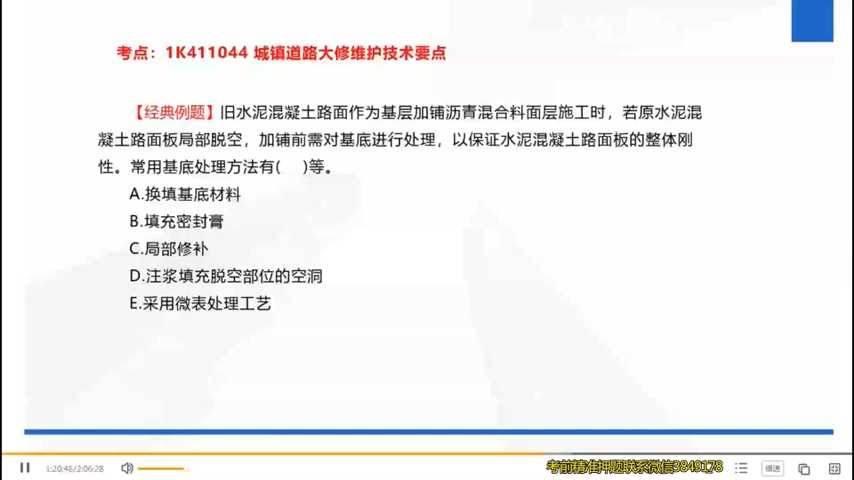 考点：1K411044 城镇道路大修维护技术要点
【经典例题】旧水泥混凝土路面作为基层加铺沥青混合料面层施工时，若原水泥混
凝土路面板局部脱空，加铺前需对基底进行处理，以保证水泥混凝土路面板的整体刚
性。常用基底处理方法有(    )等。
A.换填基底材料
B.填充密封膏
C.局部修补
D.注浆填充脱空部位的空洞
E.采用微表处理工艺
1:20:46/2:06:28
考前精准押题联系微信3849178
倍速